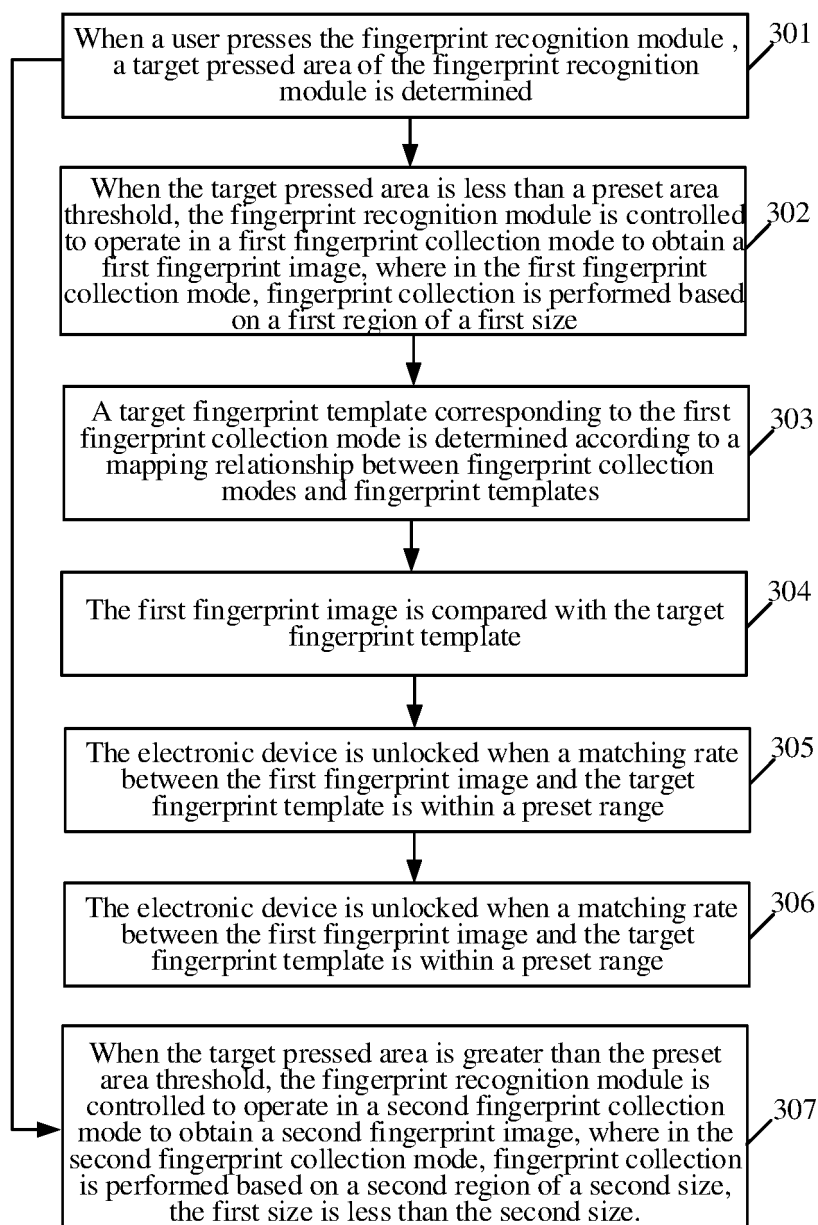 When a user presses the fingerprint recognition module ,
a target pressed area of the fingerprint recognition
module is determined
301
When the target pressed area is less than a preset area
threshold, the fingerprint recognition module is controlled
to operate in a first fingerprint collection mode to obtain a
first fingerprint image, where in the first fingerprint
collection mode, fingerprint collection is performed based
on a first region of a first size
302
A target fingerprint template corresponding to the first
fingerprint collection mode is determined according to a
mapping relationship between fingerprint collection
modes and fingerprint templates
303
The first fingerprint image is compared with the target
fingerprint template
304
The electronic device is unlocked when a matching rate
between the first fingerprint image and the target
fingerprint template is within a preset range
305
The electronic device is unlocked when a matching rate
between the first fingerprint image and the target
fingerprint template is within a preset range
306
When the target pressed area is greater than the preset
area threshold, the fingerprint recognition module is
controlled to operate in a second fingerprint collection
mode to obtain a second fingerprint image, where in the
second fingerprint collection mode, fingerprint collection
is performed based on a second region of a second size,
the first size is less than the second size.
307